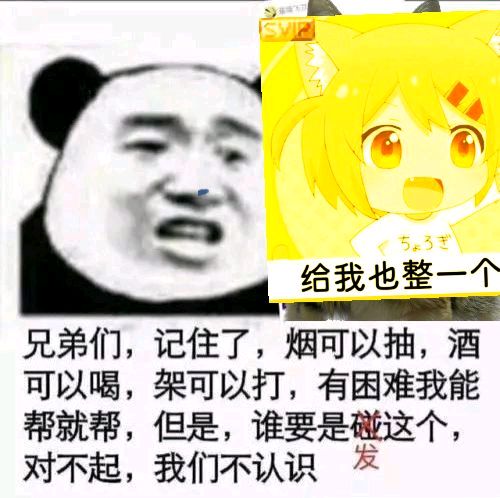 SVIP
ちょろぎ
给我也整一个
兄弟们，记住了，烟可以抽，酒
可以喝，架可以打，有困难我能
帮就帮，但是，谁要是碰这个，
发
对不起，我们不认识